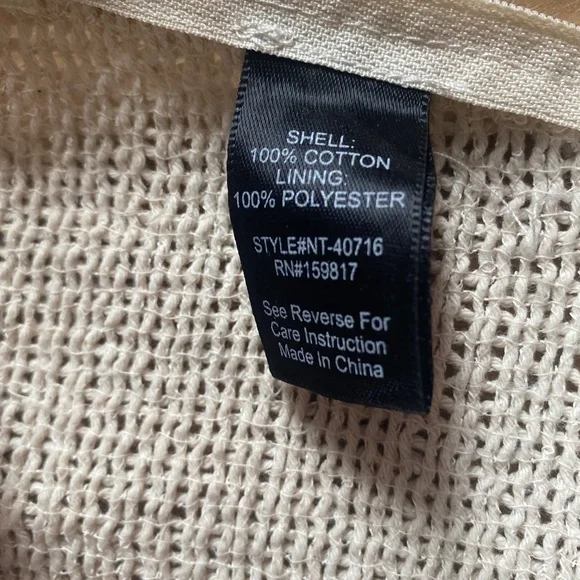 SHELL:
100% COTTON
LINING:
100% POLYESTER
STYLE#NT-40716
RN#159817
See Reverse For
Care Instruction
Made In China